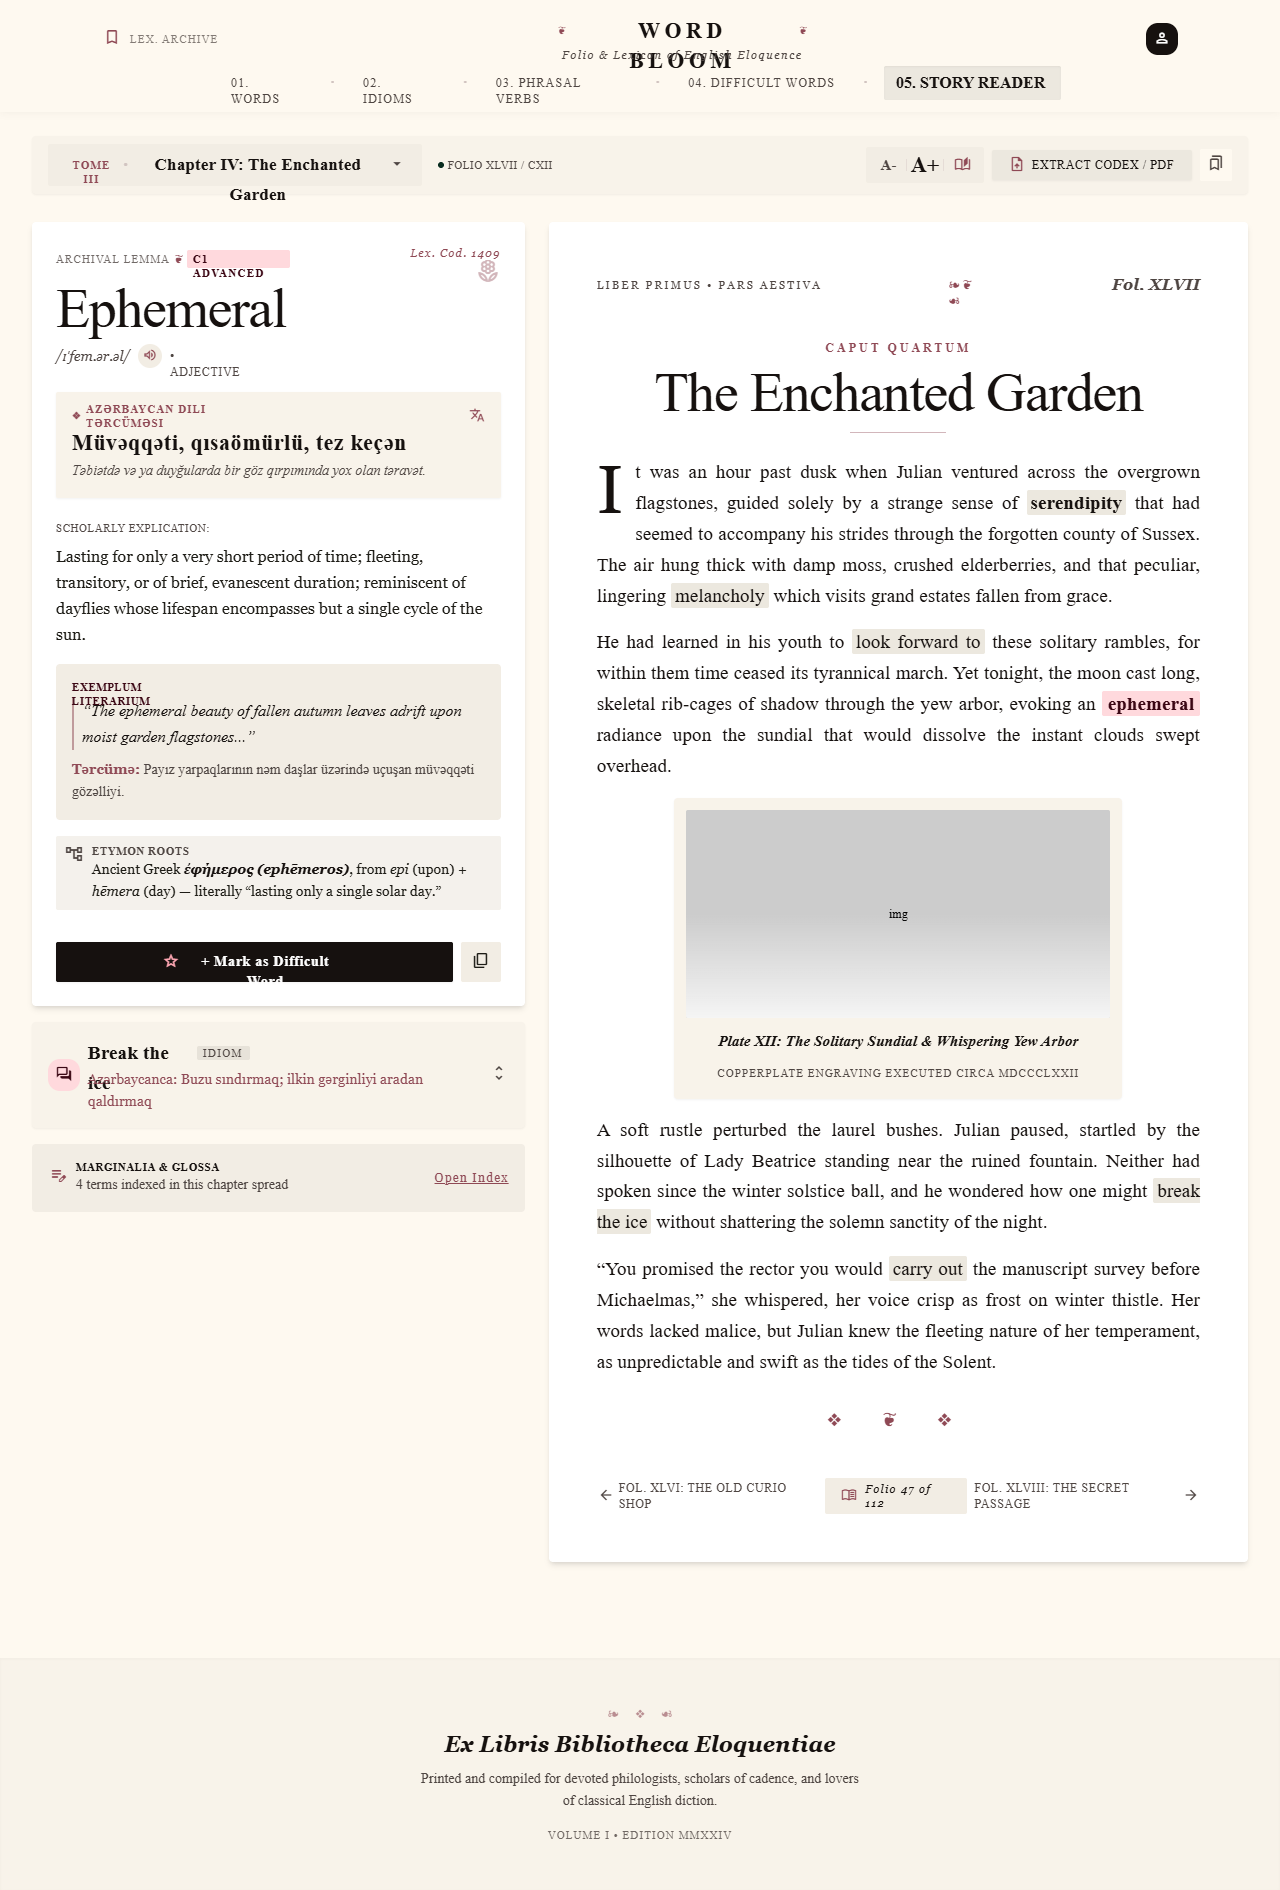 LEX. ARCHIVE
❦ WORD BLOOM ❦
Folio & Lexicon of English Eloquence
01. WORDS
02. IDIOMS
03. PHRASAL VERBS
04. DIFFICULT WORDS
05. STORY READER
TOME III
Chapter IV: The Enchanted Garden
FOLIO XLVII / CXII
A-
A+
EXTRACT CODEX / PDF
ARCHIVAL LEMMA ❦
C1 ADVANCED
Lex. Cod. 1409
Ephemeral
/ɪˈfem.ər.əl/
• ADJECTIVE
❖ AZƏRBAYCAN DILI TƏRCÜMƏSI
Müvəqqəti, qısaömürlü, tez keçən
Təbiətdə və ya duyğularda bir göz qırpımında yox olan təravət.
SCHOLARLY EXPLICATION:
Lasting for only a very short period of time; fleeting,
transitory, or of brief, evanescent duration; reminiscent of
dayflies whose lifespan encompasses but a single cycle of the
sun.
EXEMPLUM LITERARIUM
“The ephemeral beauty of fallen autumn leaves adrift upon
moist garden flagstones...”
Tərcümə: Payız yarpaqlarının nəm daşlar üzərində uçuşan müvəqqəti
gözəlliyi.
ETYMON ROOTS
Ancient Greek ἐφήμερος (ephēmeros), from epi (upon) +
hēmera (day) — literally “lasting only a single solar day.”
+ Mark as Difficult
Word
Break the ice
IDIOM
Azərbaycanca: Buzu sındırmaq; ilkin gərginliyi aradan
qaldırmaq
MARGINALIA & GLOSSA
4 terms indexed in this chapter spread
Open Index
LIBER PRIMUS • PARS AESTIVA
❧ ❦ ☙
Fol. XLVII
CAPUT QUARTUM
The Enchanted Garden
It was an hour past dusk when Julian ventured across the overgrown
flagstones, guided solely by a strange sense of serendipity that had
seemed to accompany his strides through the forgotten county of Sussex.
The air hung thick with damp moss, crushed elderberries, and that peculiar,
lingering melancholy which visits grand estates fallen from grace.
He had learned in his youth to look forward to these solitary rambles, for
within them time ceased its tyrannical march. Yet tonight, the moon cast long,
skeletal rib-cages of shadow through the yew arbor, evoking an ephemeral
radiance upon the sundial that would dissolve the instant clouds swept
overhead.
img
Plate XII: The Solitary Sundial & Whispering Yew Arbor
COPPERPLATE ENGRAVING EXECUTED CIRCA MDCCCLXXII
A soft rustle perturbed the laurel bushes. Julian paused, startled by the
silhouette of Lady Beatrice standing near the ruined fountain. Neither had
spoken since the winter solstice ball, and he wondered how one might break
the ice without shattering the solemn sanctity of the night.
“You promised the rector you would carry out the manuscript survey before
Michaelmas,” she whispered, her voice crisp as frost on winter thistle. Her
words lacked malice, but Julian knew the fleeting nature of her temperament,
as unpredictable and swift as the tides of the Solent.
❖ ❦ ❖
FOL. XLVI: THE OLD CURIO SHOP
Folio 47 of 112
FOL. XLVIII: THE SECRET PASSAGE
❧ ❖ ☙
Ex Libris Bibliotheca Eloquentiae
Printed and compiled for devoted philologists, scholars of cadence, and lovers
of classical English diction.
VOLUME I • EDITION MMXXIV